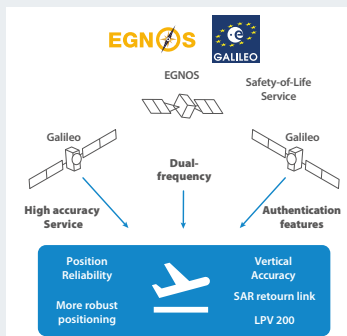 EGNOS
GALILEO
EGNOS
Safety-of-Life
Service
Galileo
Galileo
Dual-
frequency
High accuracy
Service
Authentication
features
Position
Reliability
Vertical
Accuracy
More robust
positioning
SAR retourn link
LPV 200